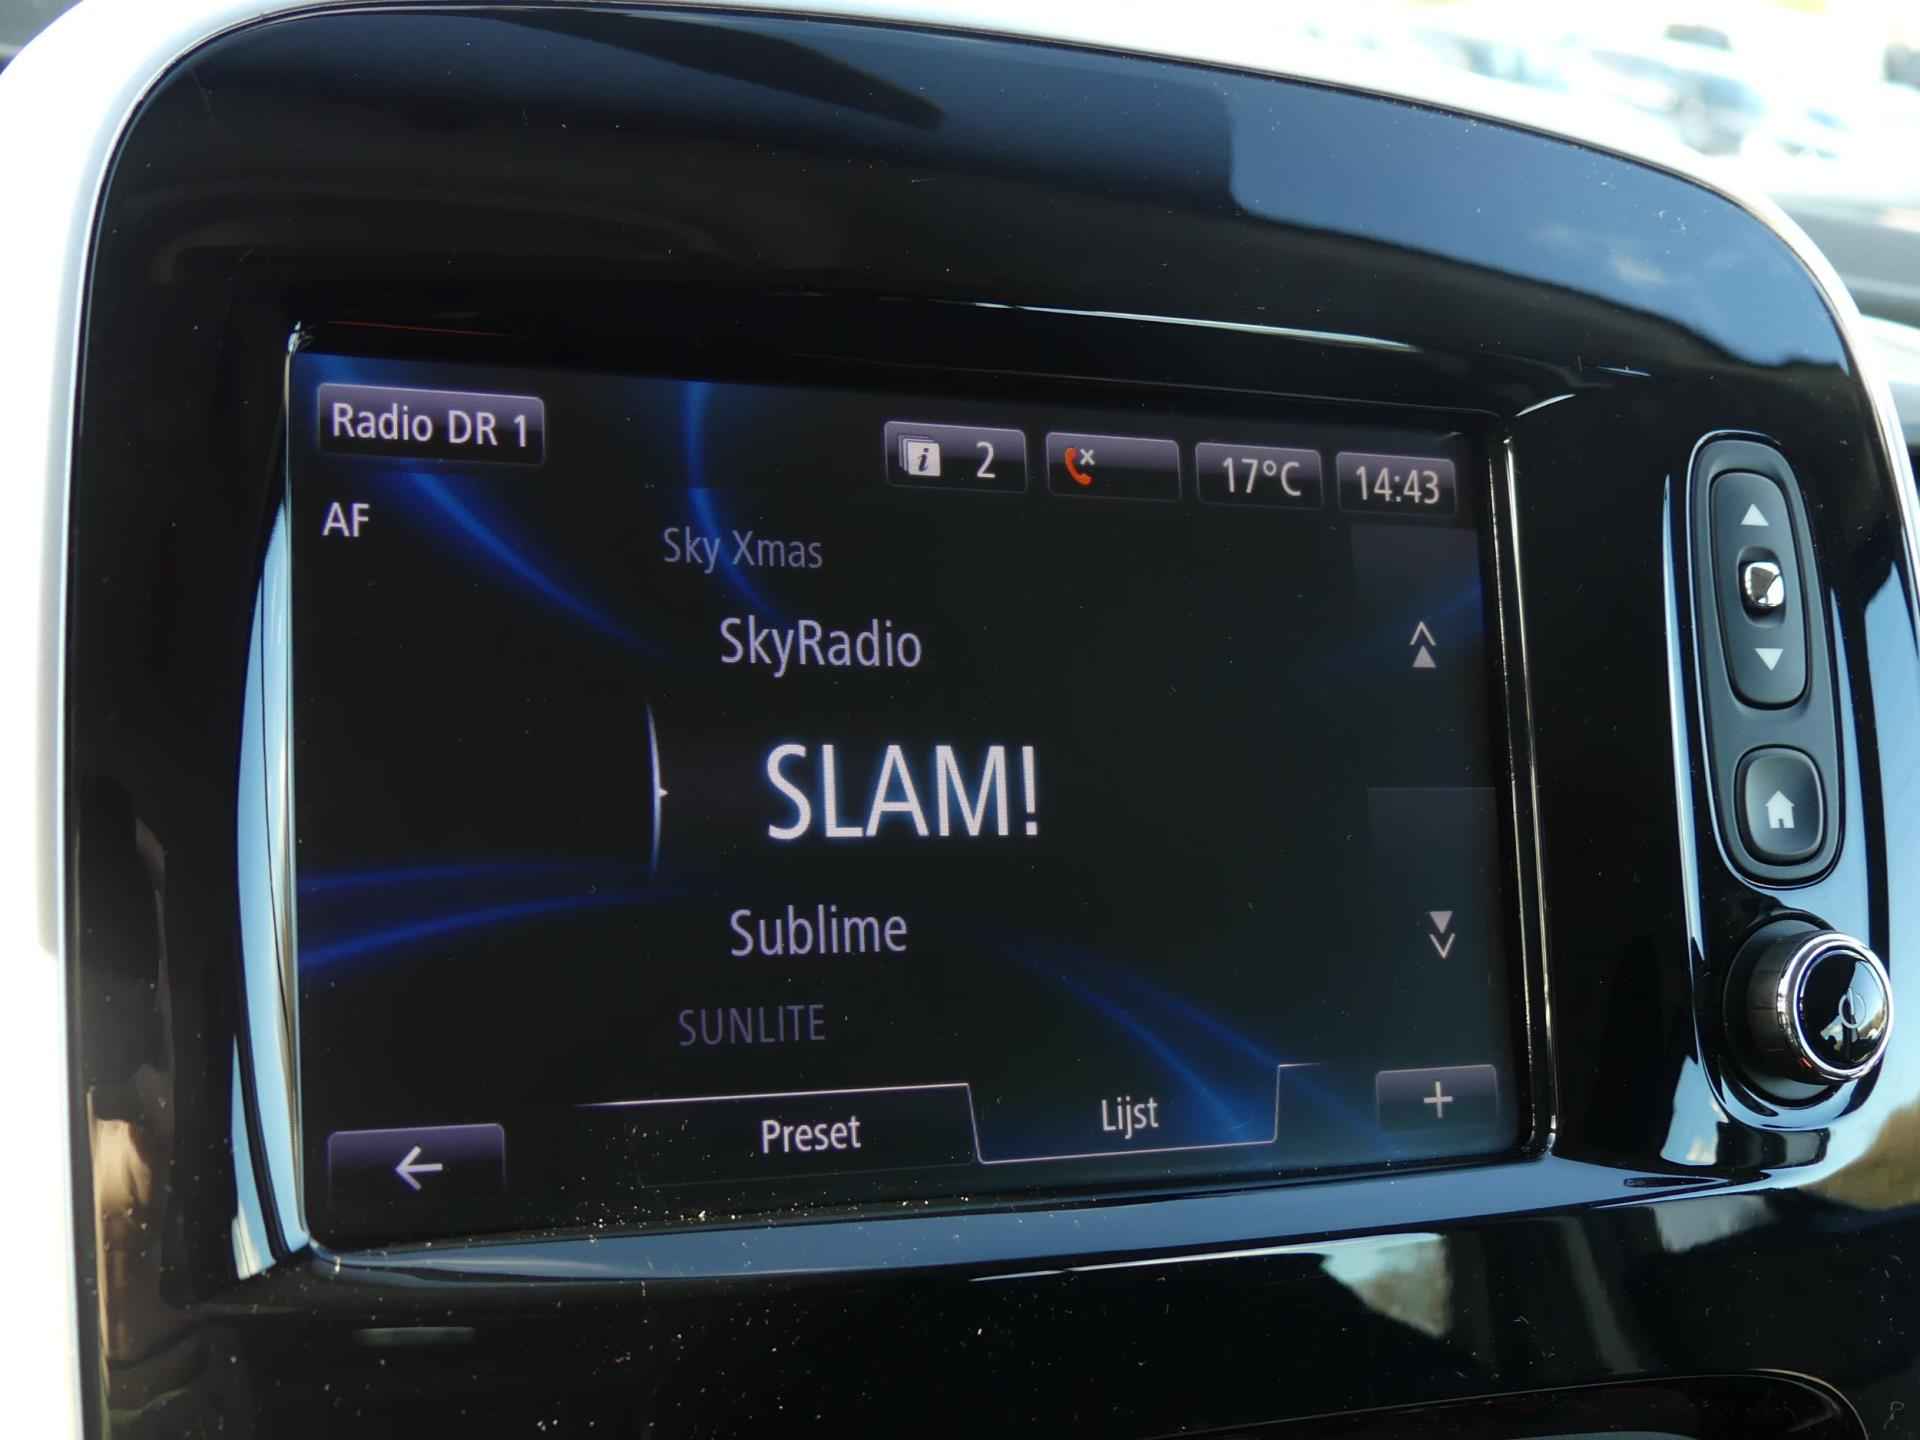 Radio DR 1
i 2
17°C
14:43
AF
Sky Xmas
SkyRadio
SLAM!
Sublime
SUNLITE
Preset
Lijst
+